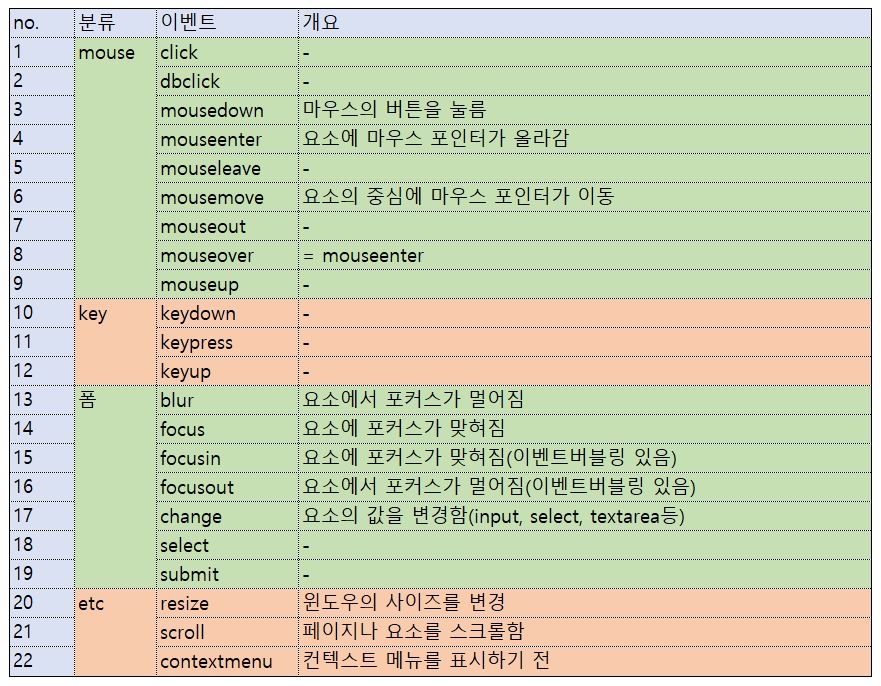 no. 분류 이벤트 개요
1 mouse click -
2 dbclick -
3 mousedown 마우스의 버튼을 눌름
4 mouseenter 요소에 마우스 포인터가 올라감
5 mouseleave -
6 mousemove 요소의 중심에 마우스 포인터가 이동
7 mouseout -
8 mouseover = mouseenter
9 mouseup -
10 key keydown -
11 keypress -
12 keyup -
13 폼 blur 요소에서 포커스가 멀어짐
14 focus 요소에 포커스가 맞혀짐
15 focusin 요소에 포커스가 맞혀짐(이벤트버블링 있음)
16 focusout 요소에서 포커스가 멀어짐(이벤트버블링 있음)
17 change 요소의 값을 변경함(input, select, textarea등)
18 select -
19 submit -
20 etc resize 윈도우의 사이즈를 변경
21 scroll 페이지나 요소를 스크롤함
22 contextmenu 컨텍스트 메뉴를 표시하기 전